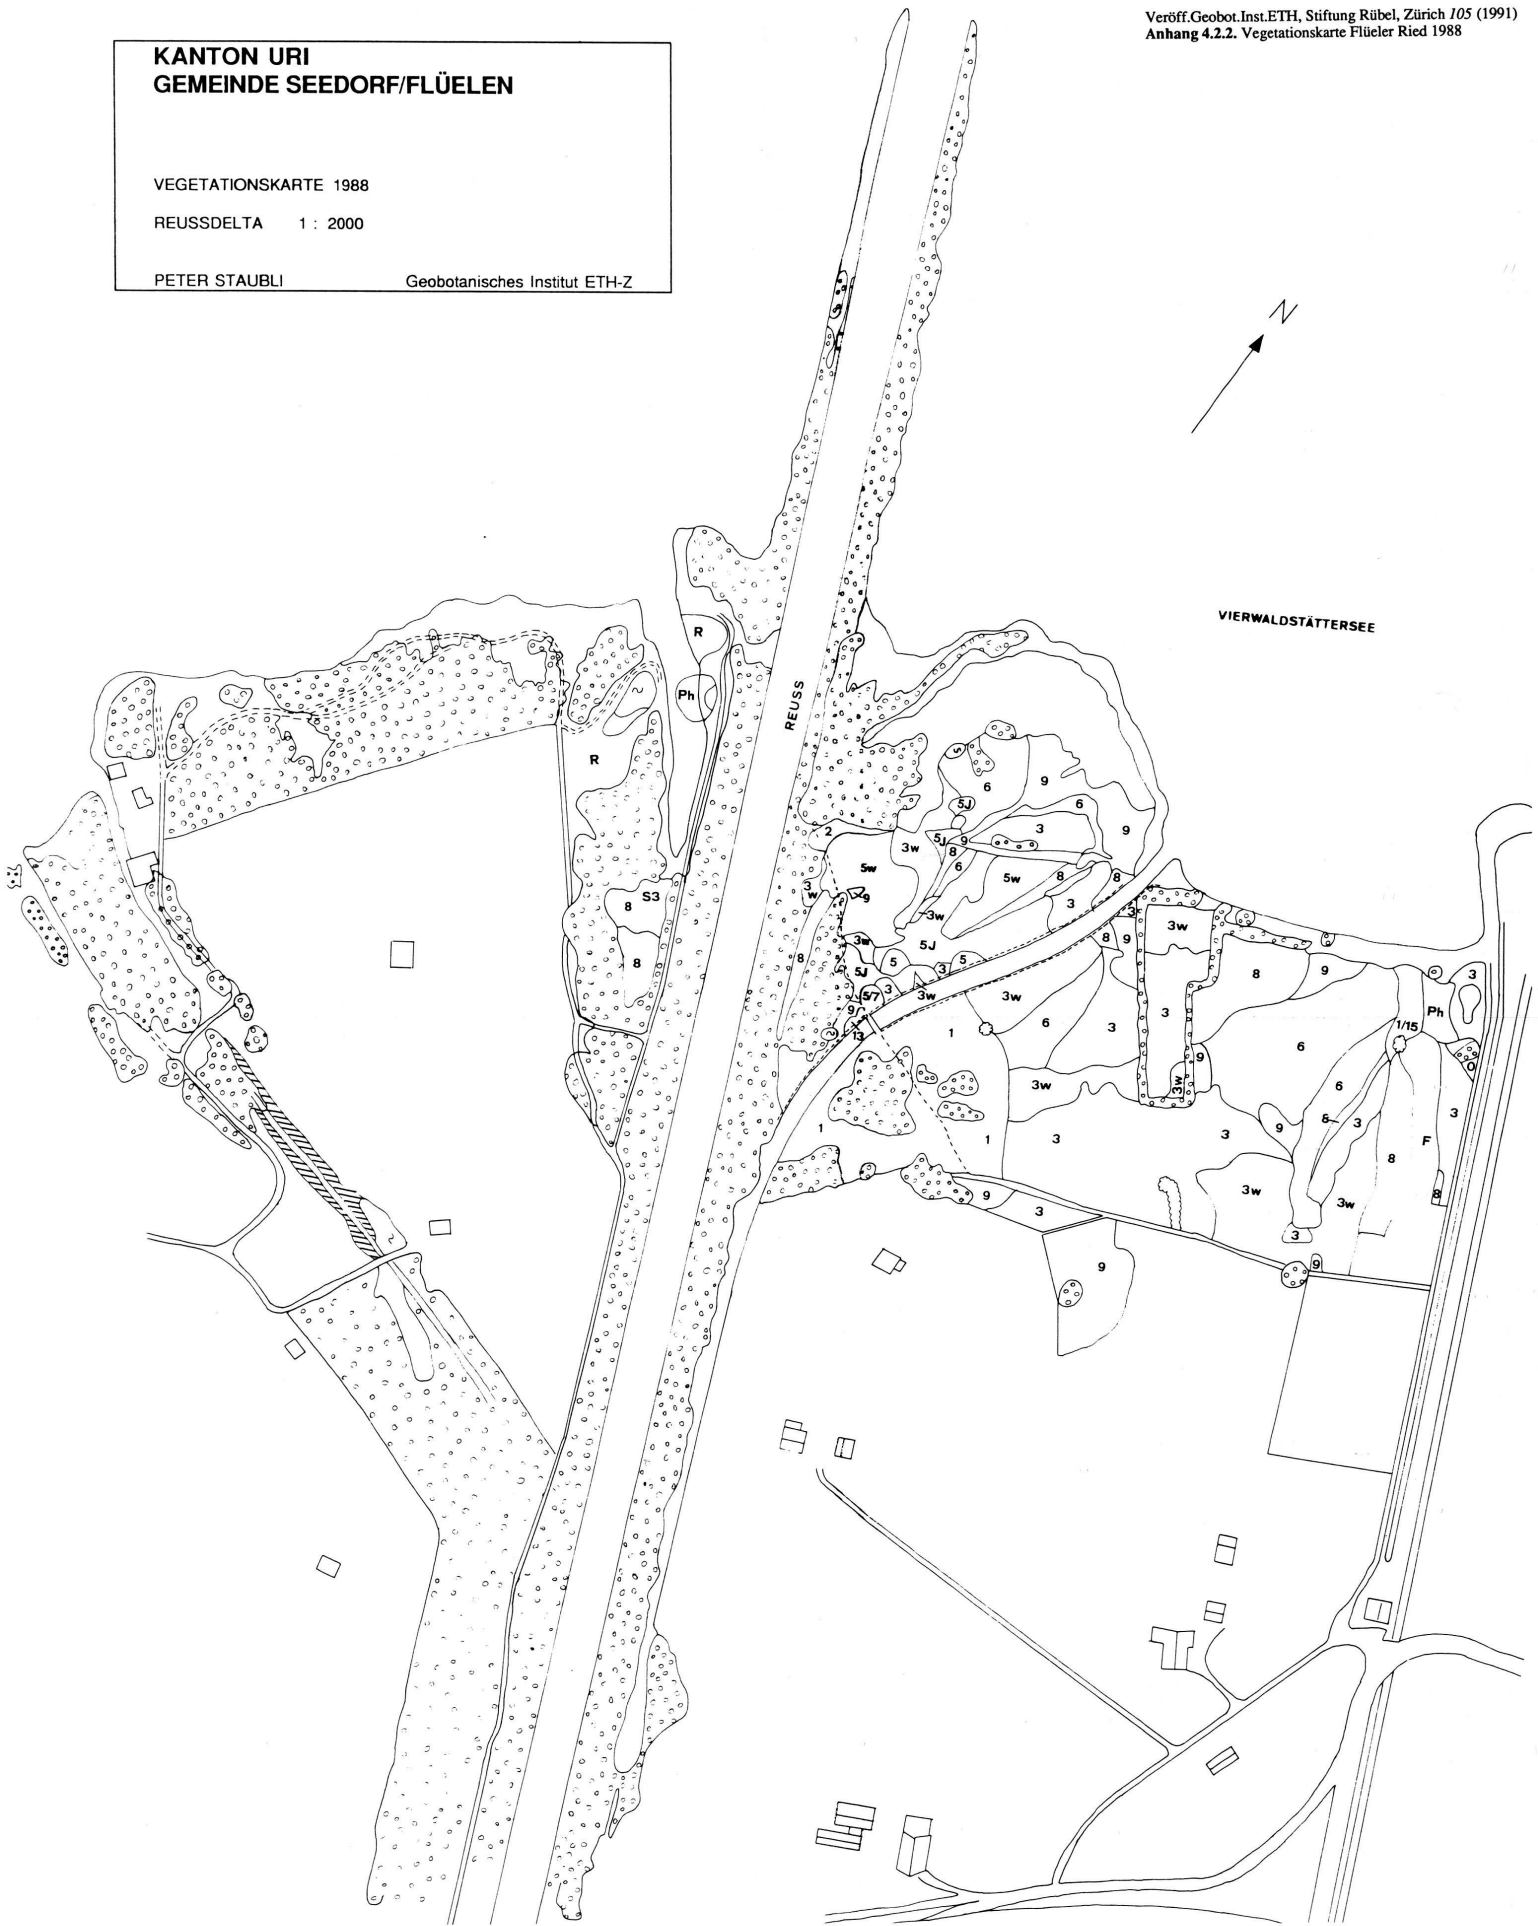 Veröff.Geobot.Inst.ETH, Stiftung Rübel, Zürich 105 (1991)
Anhang 4.2.2. Vegetationskarte Flüeler Ried 1988
KANTON URI
GEMEINDE SEEDORF/FLÜELEN
VEGETATIONSKARTE 1988
REUSSDELTA 1 : 2000
PETER STAUBLI Geobotanisches Institut ETH-Z
N
VIERWALDSTÄTTERSEE
R
Ph
REUSS
R
9
6
5J
6
3
9
2
5J
9
3w
8
6
5w
5w
8
8
3
w
9
S3
8
3w
3
3
3w
5J
3w
8
9
8
8
5J
5
3
5
8
9
3
5/7
3
3w
3w
3
Ph
9
13
1
6
3
1/15
6
9
3w
3w
6
3
8
3
9
1
1
3
3
F
8
3w
9
3w
8
3
3
9
9